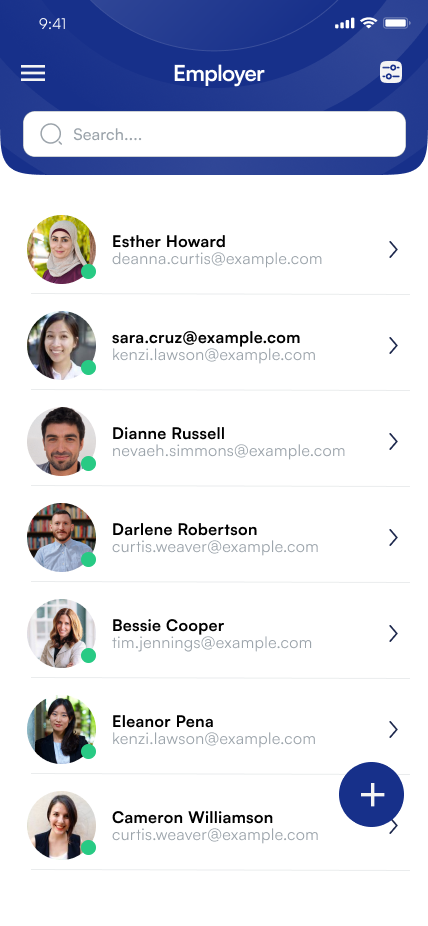 9:41
Employer
Search....
Esther Howard
deanna.curtis@example.com
sara.cruz@example.com
kenzi.lawson@example.com
Dianne Russell
nevaeh.simmons@example.com
Darlene Robertson
curtis.weaver@example.com
Bessie Cooper
tim.jennings@example.com
Eleanor Pena
kenzi.lawson@example.com
Cameron Williamson
curtis.weaver@example.com